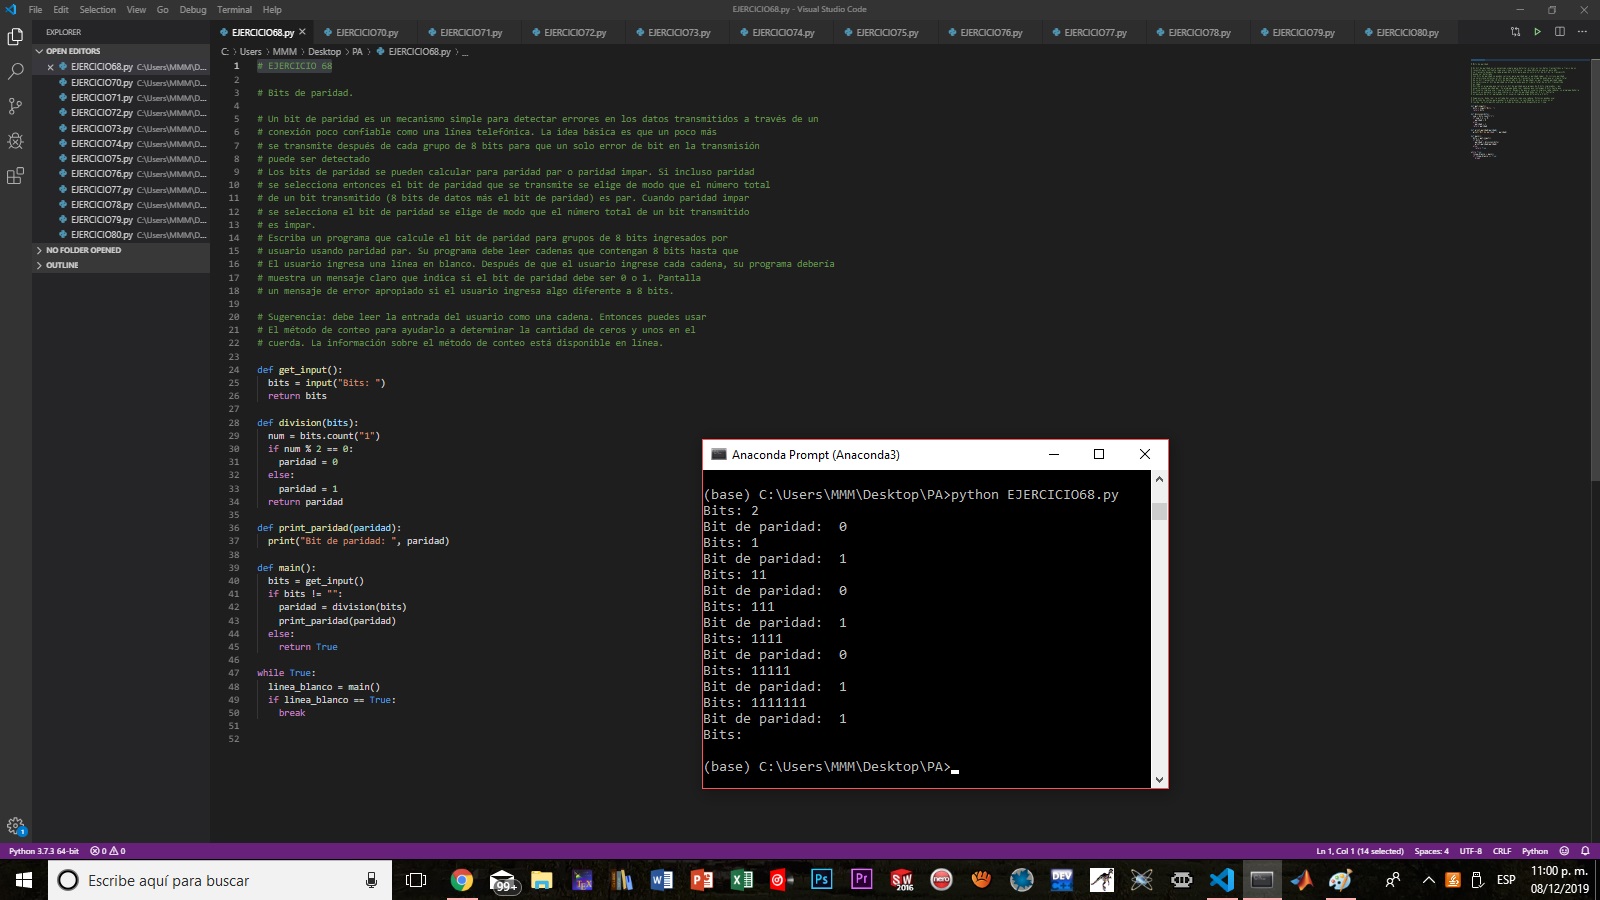 File Edit Selection View Go Debug Terminal Help
EJERCICIO68.py - Visual Studio Code
EXPLORER
OPEN EDITORS
EJERCICIO68.py C:\Users\MMM\D...
EJERCICIO70.py C:\Users\MMM\D...
EJERCICIO71.py C:\Users\MMM\D...
EJERCICIO72.py C:\Users\MMM\D...
EJERCICIO73.py C:\Users\MMM\D...
EJERCICIO74.py C:\Users\MMM\D...
EJERCICIO75.py C:\Users\MMM\D...
EJERCICIO76.py C:\Users\MMM\D...
EJERCICIO77.py C:\Users\MMM\D...
EJERCICIO78.py C:\Users\MMM\D...
EJERCICIO79.py C:\Users\MMM\D...
EJERCICIO80.py C:\Users\MMM\D...
NO FOLDER OPENED
OUTLINE
EJERCICIO68.py EJERCICIO70.py EJERCICIO71.py EJERCICIO72.py EJERCICIO73.py EJERCICIO74.py EJERCICIO75.py EJERCICIO76.py EJERCICIO77.py EJERCICIO78.py EJERCICIO79.py EJERCICIO80.py
C: > Users > MMM > Desktop > PA > EJERCICIO68.py > ...
1 # EJERCICIO 68
2
3 # Bits de paridad.
4
5 # Un bit de paridad es un mecanismo simple para detectar errores en los datos transmitidos a través de un
6 # conexión poco confiable como una línea telefónica. La idea básica es que un poco más
7 # se transmite después de cada grupo de 8 bits para que un solo error de bit en la transmisión
8 # puede ser detectado
9 # Los bits de paridad se pueden calcular para paridad par o paridad impar. Si incluso paridad
10 # se selecciona entonces el bit de paridad que se transmite se elige de modo que el número total
11 # de un bit transmitido (8 bits de datos más el bit de paridad) es par. Cuando paridad impar
12 # se selecciona el bit de paridad se elige de modo que el número total de un bit transmitido
13 # es impar.
14 # Escriba un programa que calcule el bit de paridad para grupos de 8 bits ingresados por
15 # usuario usando paridad par. Su programa debe leer cadenas que contengan 8 bits hasta que
16 # El usuario ingresa una línea en blanco. Después de que el usuario ingrese cada cadena, su programa debería
17 # muestra un mensaje claro que indica si el bit de paridad debe ser 0 o 1. Pantalla
18 # un mensaje de error apropiado si el usuario ingresa algo diferente a 8 bits.
19
20 # Sugerencia: debe leer la entrada del usuario como una cadena. Entonces puedes usar
21 # El método de conteo para ayudarlo a determinar la cantidad de ceros y unos en el
22 # cuerda. La información sobre el método de conteo está disponible en línea.
23
24 def get_input():
25 bits = input("Bits: ")
26 return bits
27
28 def division(bits):
29 num = bits.count("1")
30 if num % 2 == 0:
31 paridad = 0
32 else:
33 paridad = 1
34 return paridad
35
36 def print_paridad(paridad):
37 print("Bit de paridad: ", paridad)
38
39 def main():
40 bits = get_input()
41 if bits != "":
42 paridad = division(bits)
43 print_paridad(paridad)
44 else:
45 return True
46
47 while True:
48 linea_blanco = main()
49 if linea_blanco == True:
50 break
51
52
Anaconda Prompt (Anaconda3)
(base) C:\Users\MMM\Desktop\PA>python EJERCICIO68.py
Bits: 2
Bit de paridad:  0
Bits: 1
Bit de paridad:  1
Bits: 11
Bit de paridad:  0
Bits: 111
Bit de paridad:  1
Bits: 1111
Bit de paridad:  0
Bits: 11111
Bit de paridad:  1
Bits: 1111111
Bit de paridad:  1
Bits:
(base) C:\Users\MMM\Desktop\PA>
1
Python 3.7.3 64-bit 0 0
Ln 1, Col 1 (14 selected) Spaces: 4 UTF-8 CRLF Python
Escribe aquí para buscar
99+
Ps Pr SW 2016 nero DEV
ESP
11:00 p. m.
08/12/2019